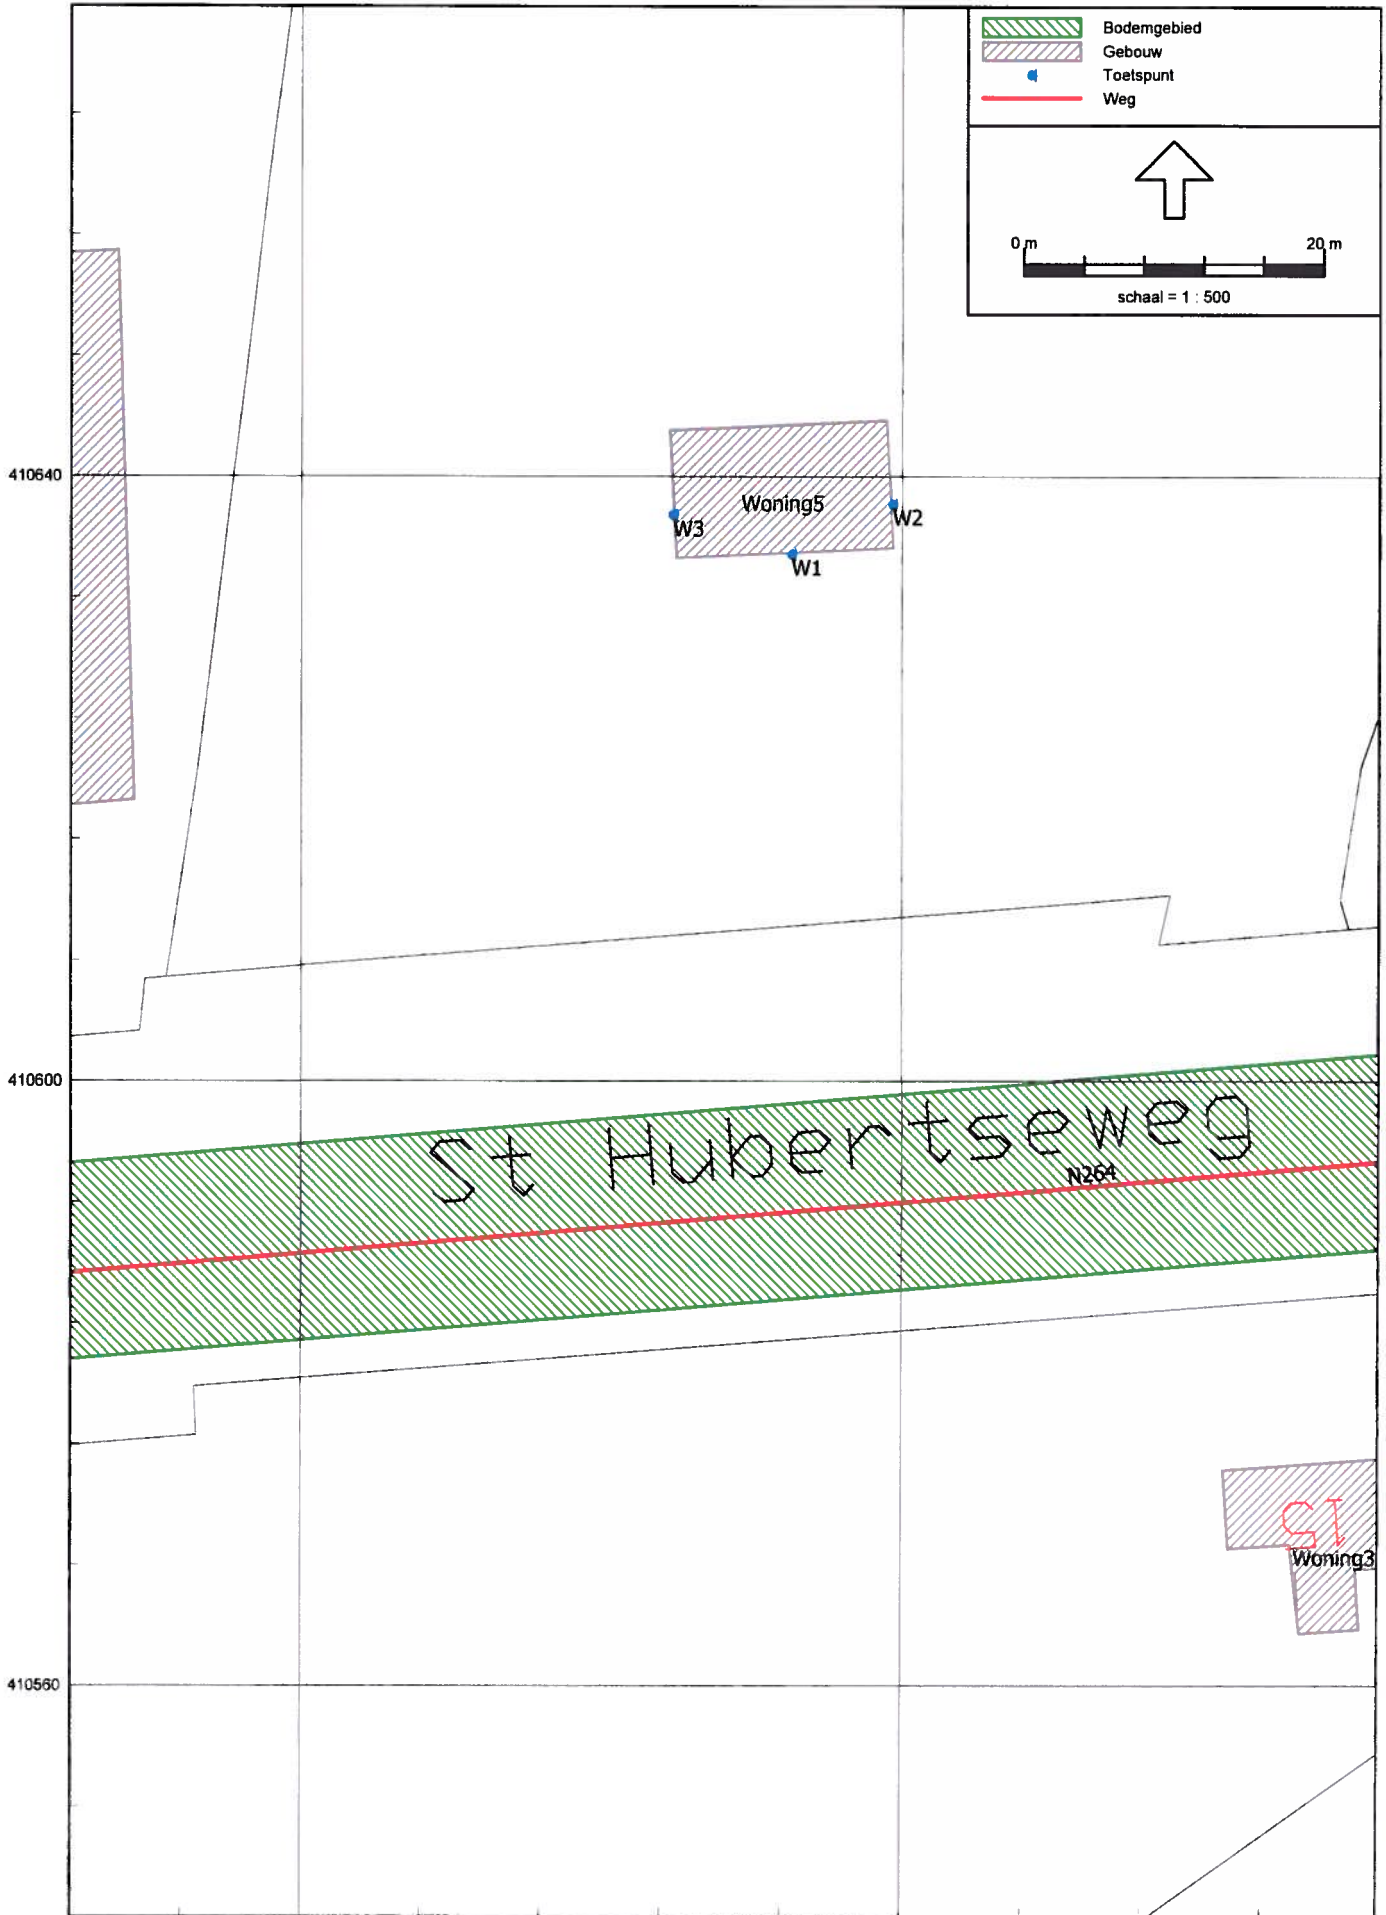 Bodemgebied
Gebouw
Toetspunt
Weg
0 m 20 m
schaal = 1 : 500
410640
Woning5
W3
W2
W1
410600
St Hubertseweg
N264
15
Woning3
410560